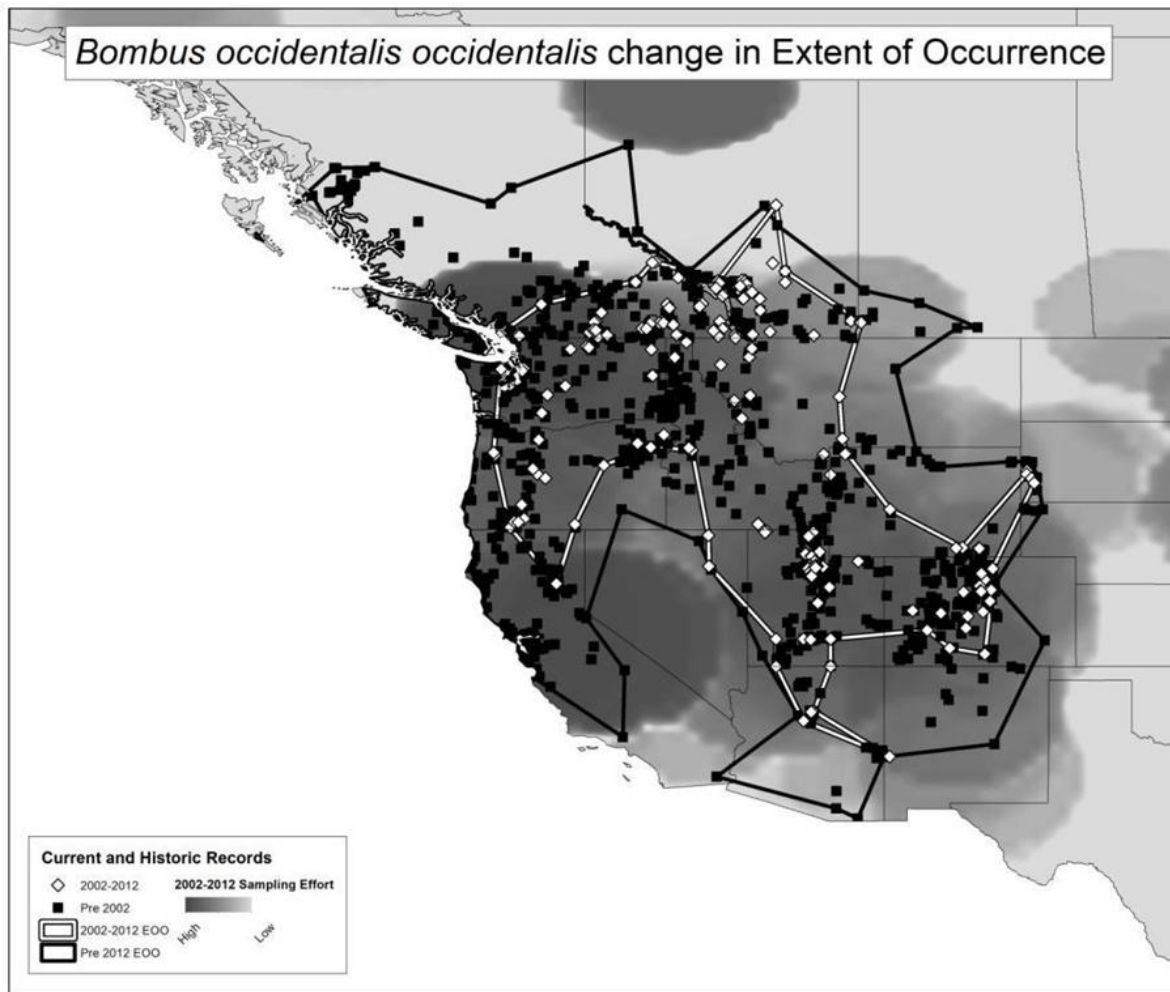 Bombus occidentalis occidentalis change in Extent of Occurrence
Current and Historic Records
2002-2012
2002-2012 Sampling Effort
Pre 2002
2002-2012 EOO
High
Low
Pre 2012 EOO